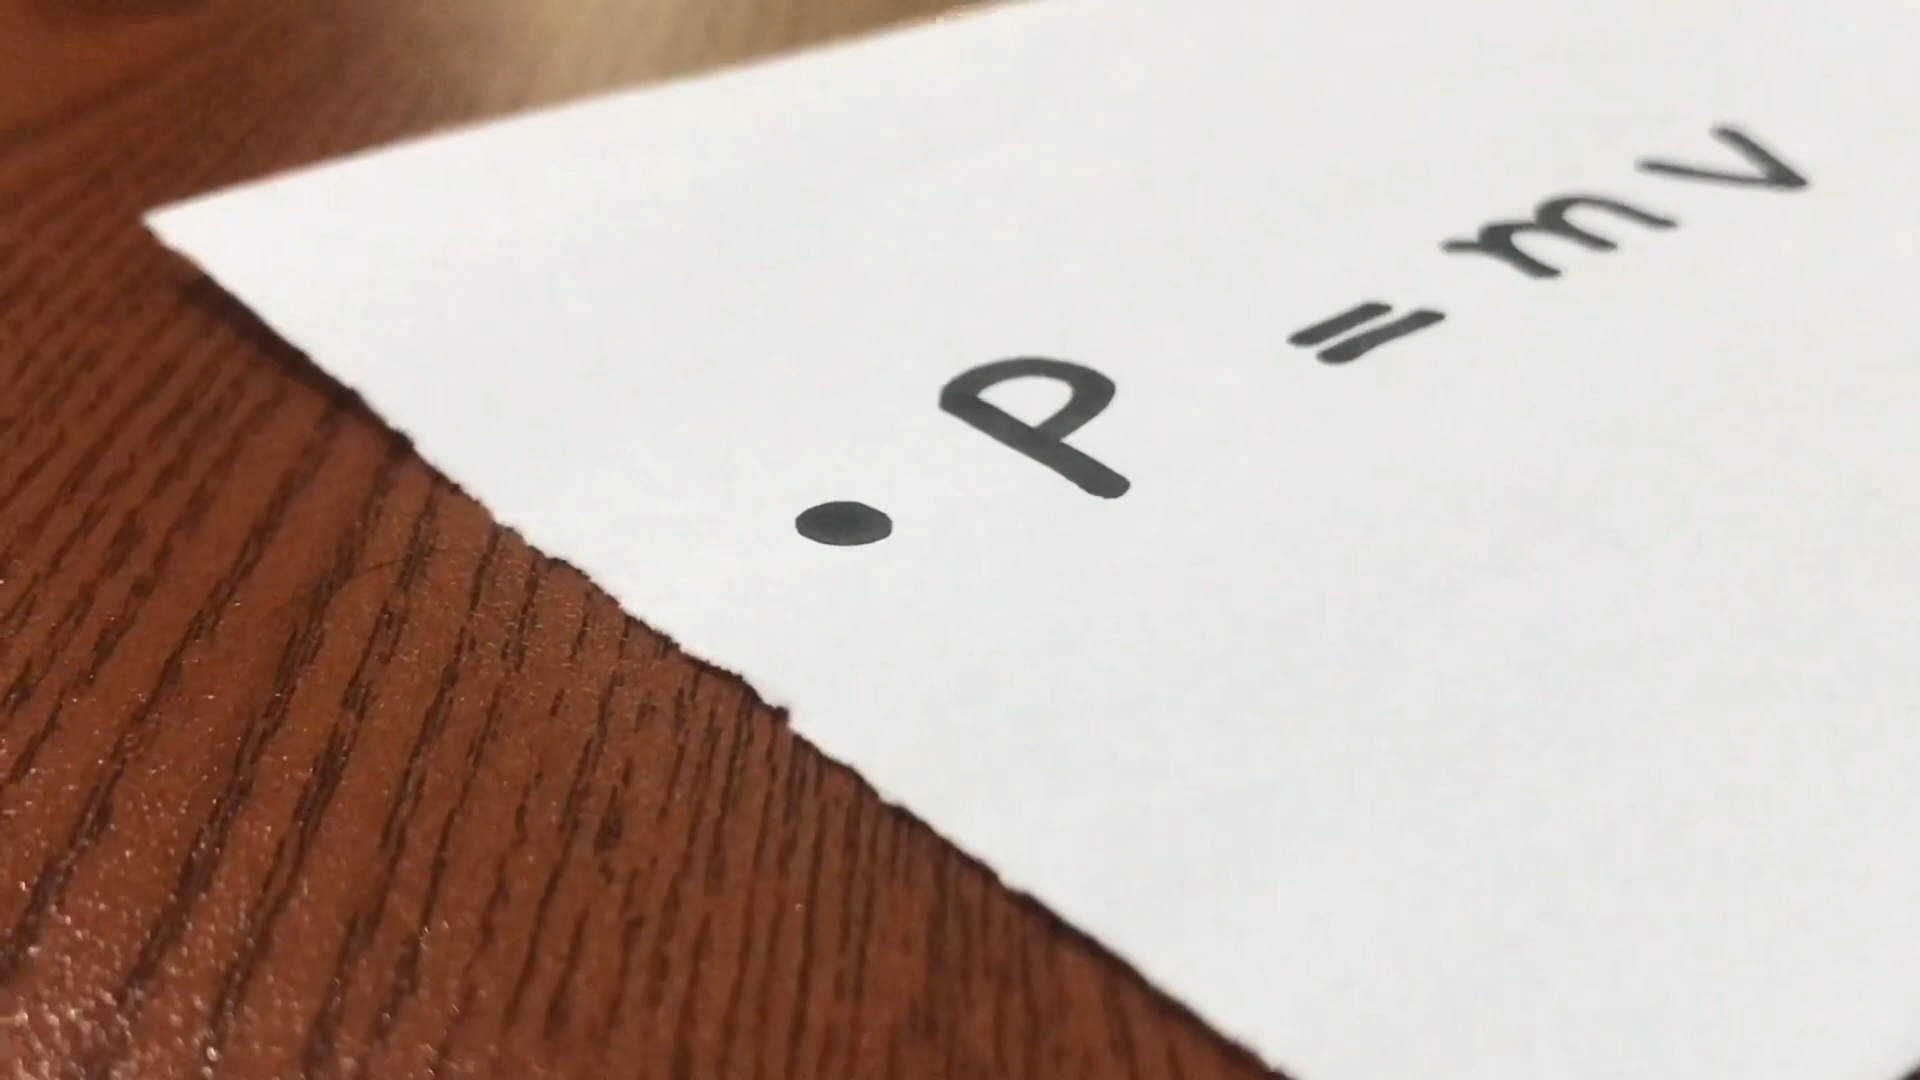 • P = mv